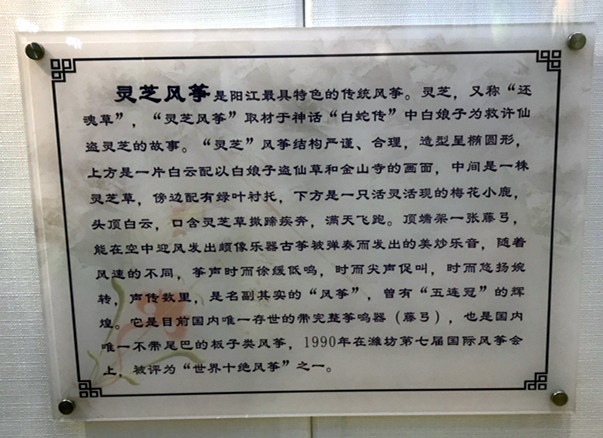 灵芝风筝是阳江最具特色的传统风筝。灵芝，又称“还
魂草”，“灵芝风筝”取材于神话“白蛇传”中白娘子为救许仙
盗灵芝的故事。“灵芝”风筝结构严谨、合理，造型呈椭圆形，
上方是一片白云配以白娘子盗仙草和金山寺的画面，中间是一株
灵芝草，傍边配有绿叶衬托，下方是一只活灵活现的梅花小鹿，
头顶白云，口含灵芝草撒蹄疾奔，满天飞跑。顶端架一张藤弓，
能在空中迎风发出颇像乐器古筝被弹奏而发出的美炒乐音，随着
风速的不同，筝声时而徐缓低鸣，时而尖声促叫，时而悠扬婉
转，声传数里，是名副其实的“风筝”，曾有“五连冠”的辉
煌。它是目前国内唯一存世的带完整筝鸣器（藤弓），也是国内
唯一不带尾巴的板子类风筝，1990年在潍坊第七届国际风筝会
上，被评为“世界十绝风筝”之一。